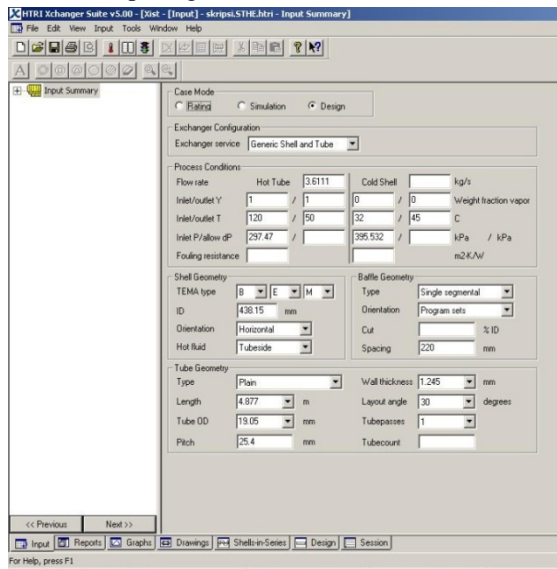 HTRI Xchanger Suite v5.00 - [Xist - [Input] - skripsi.STHE.htri - Input Summary]
File Edit View Input Tools Window Help
Input Summary
Case Mode
Rating Simulation Design
Exchanger Configuration
Exchanger service Generic Shell and Tube
Process Conditions
Flow rate Hot Tube 3.6111 Cold Shell kg/s
Inlet/outlet Y 1 / 1 0 / 0 Weight fraction vapor
Inlet/outlet T 120 / 50 32 / 45 C
Inlet P/allow dP 297.47 / 395.532 / kPa / kPa
Fouling resistance m2-K/W
Shell Geometry
TEMA type B E M
ID 438.15 mm
Orientation Horizontal
Hot fluid Tubeside
Baffle Geometry
Type Single segmental
Orientation Program sets
Cut % ID
Spacing 220 mm
Tube Geometry
Type Plain Wall thickness 1.245 mm
Length 4.877 m Layout angle 30 degrees
Tube OD 19.05 mm Tubepasses 1
Pitch 25.4 mm Tubecount
<< Previous Next >>
Input Reports Graphs Drawings Shells-in-Series Design Session
For Help, press F1